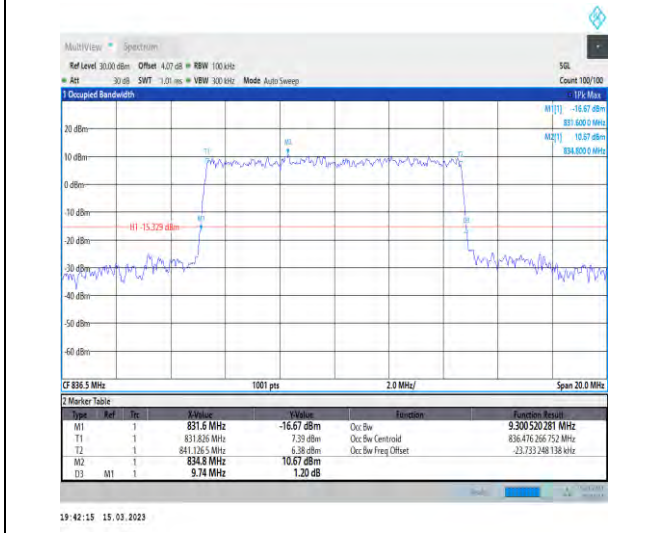 MultiView Spectrum
Ref Level 30.00 dBm Offset 4.07 dB RBW 100 kHz SGL
Att 30 dB SWT 1.01 ms VBW 300 kHz Mode Auto Sweep Count 100/100
1 Occupied Bandwidth 1Pk Max
M1[1] -16.67 dBm
831.600 0 MHz
M2[1] 10.67 dBm
834.800 0 MHz
20 dBm
M2
T1
T2
10 dBm
0 dBm
-10 dBm
M1
D3
H1 -15.329 dBm
-20 dBm
-30 dBm
-40 dBm
-50 dBm
-60 dBm
CF 836.5 MHz 1001 pts 2.0 MHz/ Span 20.0 MHz
2 Marker Table
Type Ref Trc X-Value Y-Value Function Function Result
M1 1 831.6 MHz -16.67 dBm Occ Bw 9.300 520 281 MHz
T1 1 831.826 MHz 7.39 dBm Occ Bw Centroid 836.476 266 752 MHz
T2 1 841.126 5 MHz 6.38 dBm Occ Bw Freq Offset -23.733 248 138 kHz
M2 1 834.8 MHz 10.67 dBm
D3 M1 1 9.74 MHz 1.20 dB
19:42:15 15.03.2023